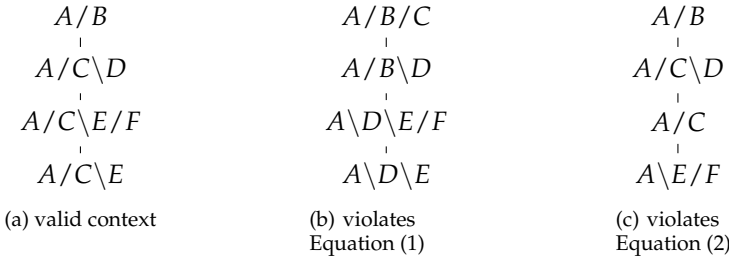 A/B A/B/C A/B
A/C\D A/B\D A/C\D
A/C\E/F A\D\E/F A/C
A/C\E A\D\E A\E/F
(a) valid context (b) violates (c) violates
Equation (1) Equation (2)